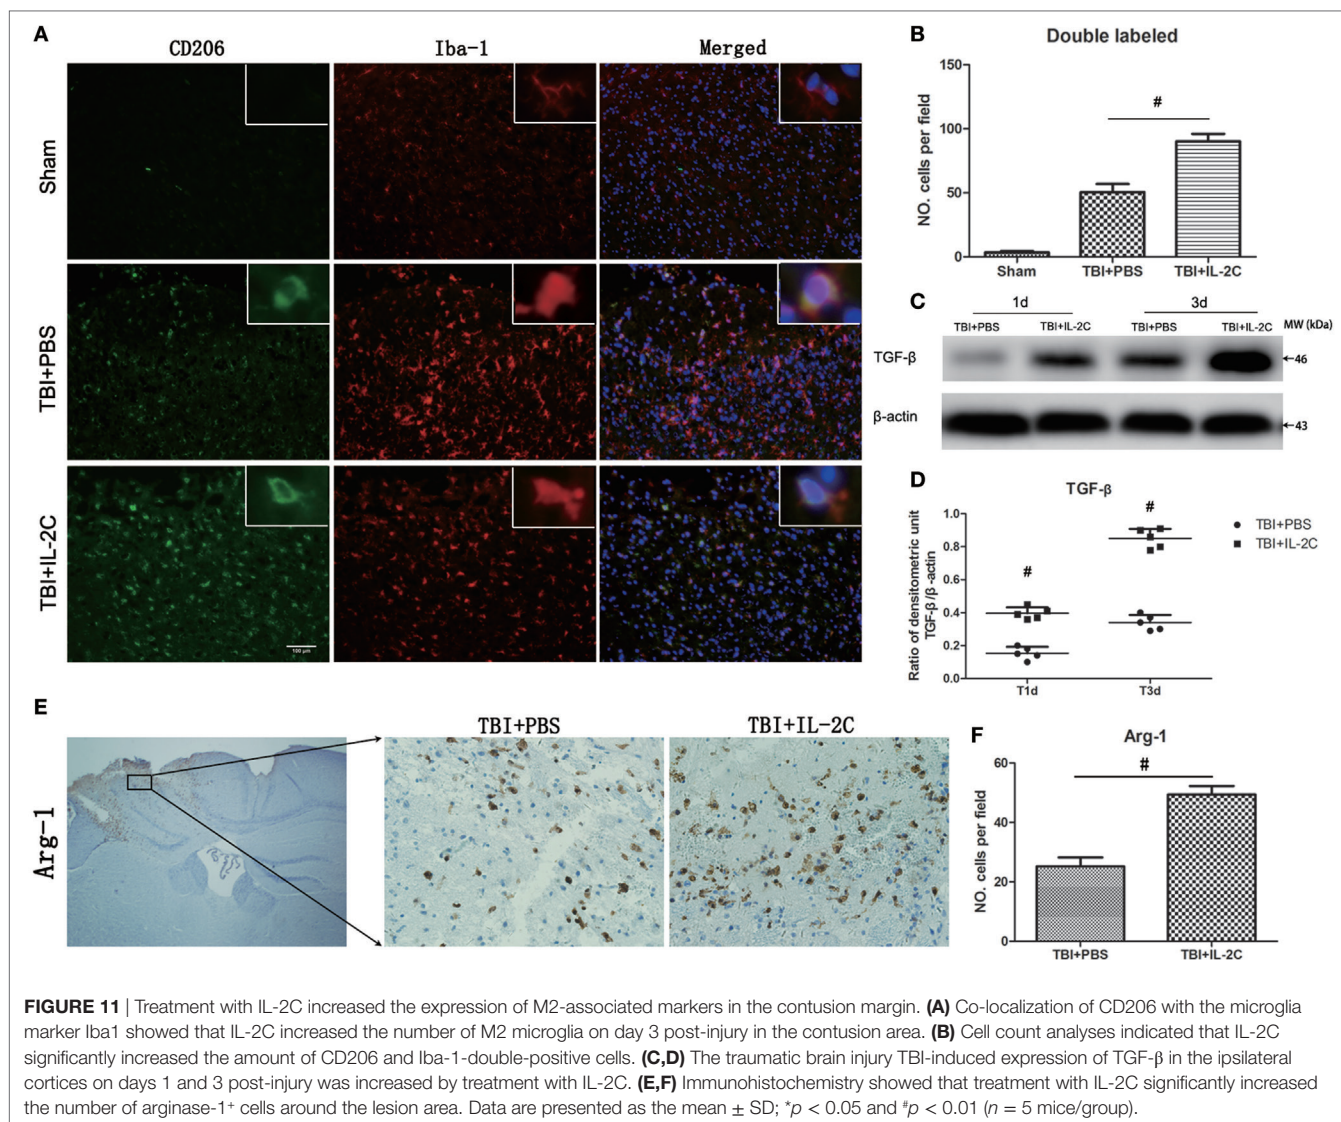 A
CD206
Iba-1
Merged
Sham
TBI+PBS
TBI+IL-2C
100 μm
B
Double labeled
NO. cells per field
150
100
50
0
#
Sham
TBI+PBS
TBI+IL-2C
C
1d
3d
TBI+PBS
TBI+IL-2C
TBI+PBS
TBI+IL-2C
MW (kDa)
TGF-β
←46
β-actin
←43
D
TGF-β
Ratio of densitometric unit
TGF-β/β -actin
1.0
0.8
0.6
0.4
0.2
0.0
#
#
T1d
T3d
TBI+PBS
TBI+IL-2C
E
TBI+PBS
TBI+IL-2C
Arg-1
F
Arg-1
NO. cells per field
60
40
20
0
#
TBI+PBS
TBI+IL-2C
FIGURE 11 | Treatment with IL-2C increased the expression of M2-associated markers in the contusion margin. (A) Co-localization of CD206 with the microglia
marker Iba1 showed that IL-2C increased the number of M2 microglia on day 3 post-injury in the contusion area. (B) Cell count analyses indicated that IL-2C
significantly increased the amount of CD206 and Iba-1-double-positive cells. (C,D) The traumatic brain injury TBI-induced expression of TGF-β in the ipsilateral
cortices on days 1 and 3 post-injury was increased by treatment with IL-2C. (E,F) Immunohistochemistry showed that treatment with IL-2C significantly increased
the number of arginase-1⁺ cells around the lesion area. Data are presented as the mean ± SD; *p < 0.05 and #p < 0.01 (n = 5 mice/group).